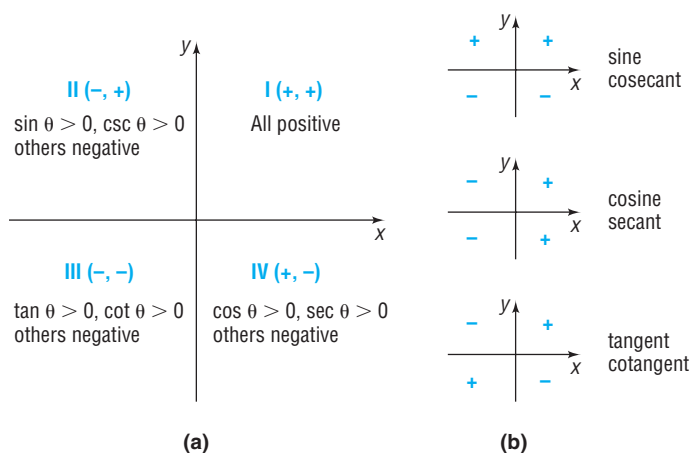 y
II (−, +)
I (+, +)
sin θ > 0, csc θ > 0
others negative
All positive
x
III (−, −)
IV (+, −)
tan θ > 0, cot θ > 0
others negative
cos θ > 0, sec θ > 0
others negative
(a)
y
+ +
x
− −
sine
cosecant
y
− +
x
− +
cosine
secant
y
− +
x
+ −
tangent
cotangent
(b)